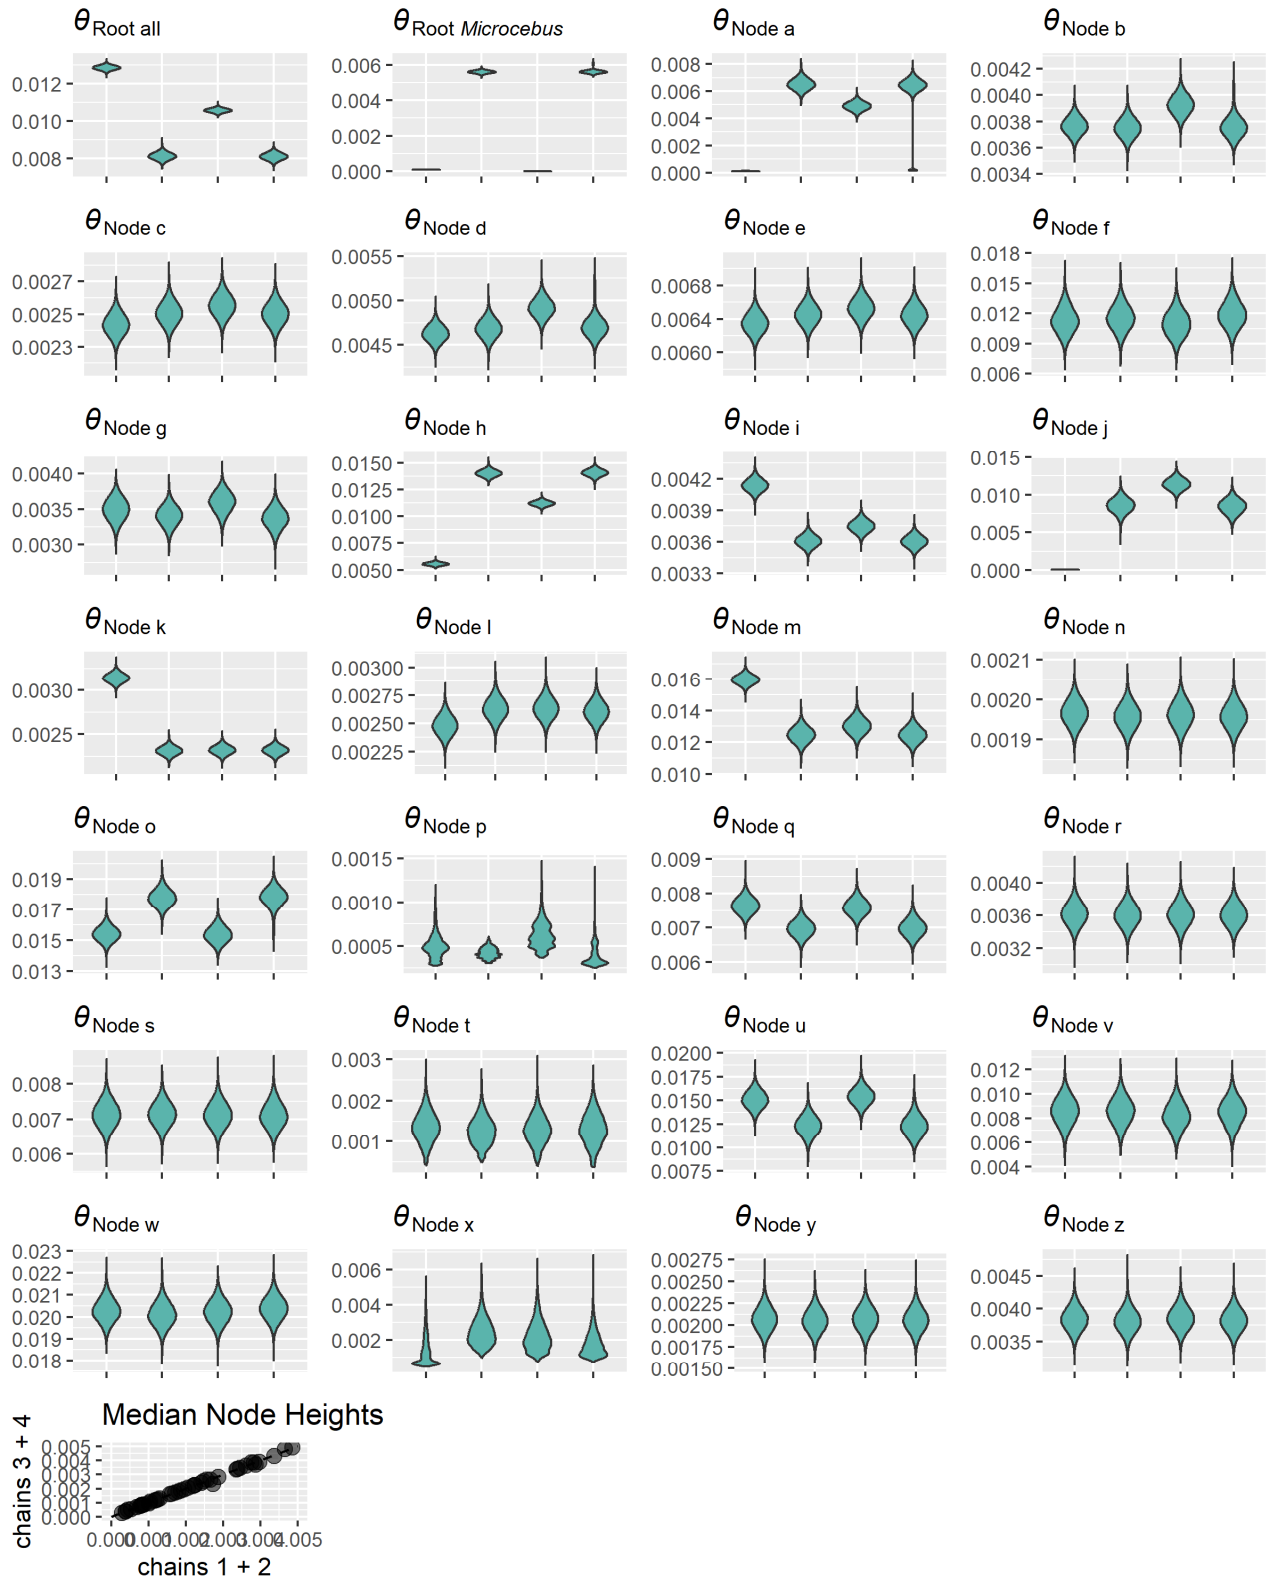 θRoot all θRoot Microcebus θNode a θNode b
0.012 0.010 0.008
0.006 0.004 0.002 0.000
0.008 0.006 0.004 0.002 0.000
0.0042 0.0040 0.0038 0.0036 0.0034
θNode c θNode d θNode e θNode f
0.0027 0.0025 0.0023
0.0055 0.0050 0.0045
0.0068 0.0064 0.0060
0.018 0.015 0.012 0.009 0.006
θNode g θNode h θNode i θNode j
0.0040 0.0035 0.0030
0.0150 0.0125 0.0100 0.0075 0.0050
0.0042 0.0039 0.0036 0.0033
0.015 0.010 0.005 0.000
θNode k θNode l θNode m θNode n
0.0030 0.0025
0.00300 0.00275 0.00250 0.00225
0.016 0.014 0.012 0.010
0.0021 0.0020 0.0019
θNode o θNode p θNode q θNode r
0.019 0.017 0.015 0.013
0.0015 0.0010 0.0005
0.009 0.008 0.007 0.006
0.0040 0.0036 0.0032
θNode s θNode t θNode u θNode v
0.008 0.007 0.006
0.003 0.002 0.001
0.0200 0.0175 0.0150 0.0125 0.0100 0.0075
0.012 0.010 0.008 0.006 0.004
θNode w θNode x θNode y θNode z
0.023 0.022 0.021 0.020 0.019 0.018
0.006 0.004 0.002
0.00275 0.00250 0.00225 0.00200 0.00175 0.00150
0.0045 0.0040 0.0035
Median Node Heights
chains 3 + 4
0.005 0.004 0.003 0.002 0.001 0.000
0.000 0.001 0.002 0.003 0.004 0.005
chains 1 + 2